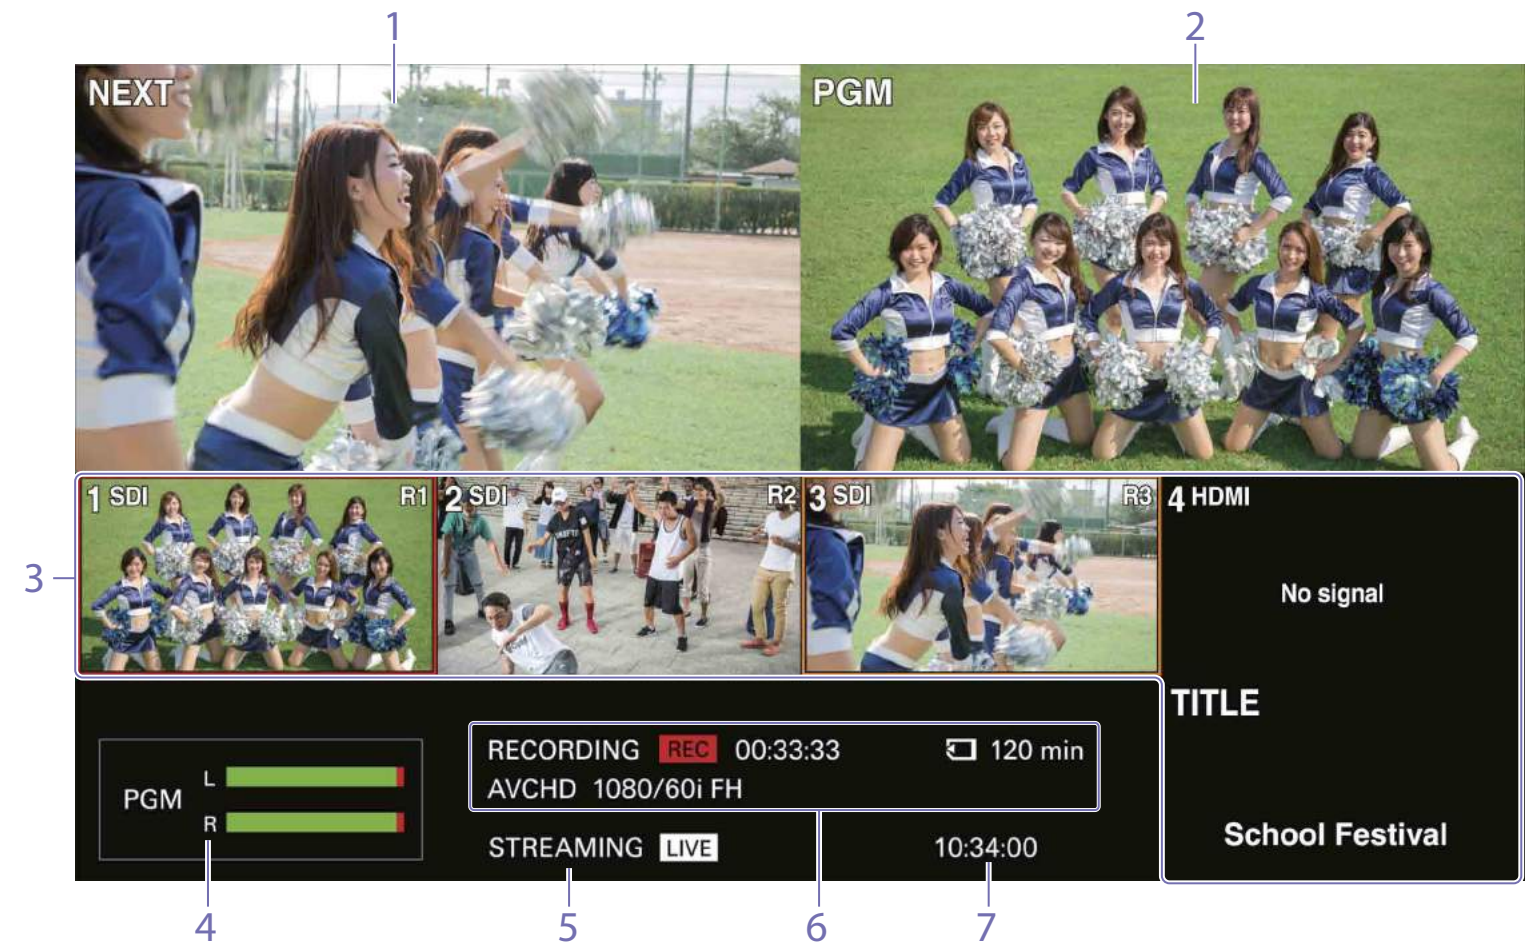 1
2
NEXT
PGM
1 SDI
R1
2 SDI
R2
3 SDI
R3
4 HDMI
No signal
3
TITLE
School Festival
PGM
L
R
RECORDING REC 00:33:33 120 min
AVCHD 1080/60i FH
STREAMING LIVE
10:34:00
4
5
6
7